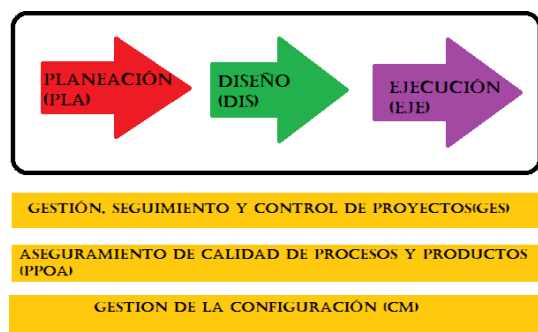 PLANEACIÓN
(PLA)
DISEÑO
(DIS)
EJECUCIÓN
(EJE)
GESTIÓN, SEGUIMIENTO Y CONTROL DE PROYECTOS(GES)
ASEGURAMIENTO DE CALIDAD DE PROCESOS Y PRODUCTOS
(PPOA)
GESTION DE LA CONFIGURACIÓN (CM)